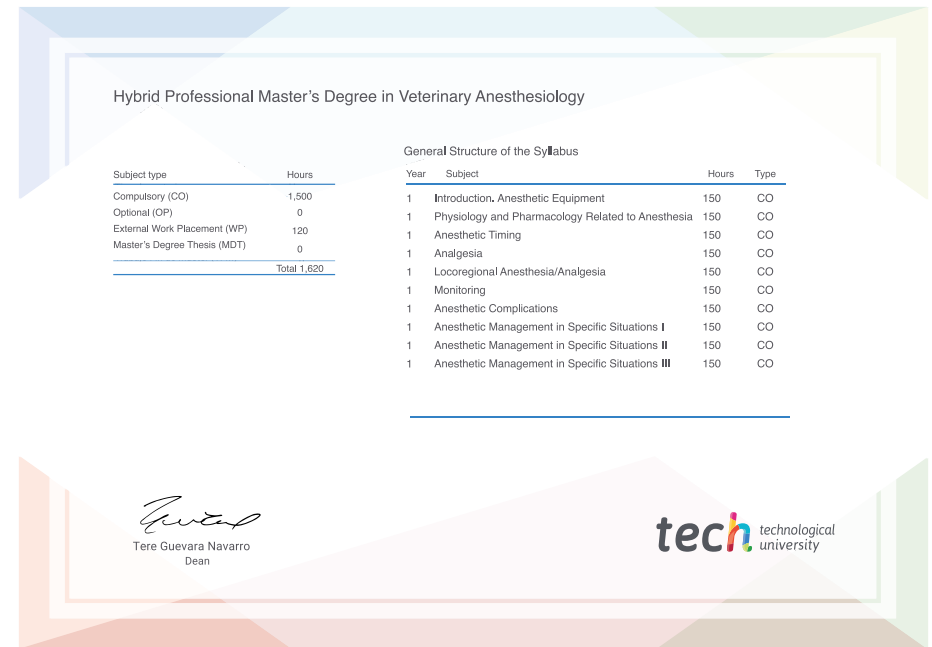 Hybrid Professional Master's Degree in Veterinary Anesthesiology
General Structure of the Syllabus
Subject type Hours
Compulsory (CO) 1,500
Optional (OP) 0
External Work Placement (WP) 120
Master's Degree Thesis (MDT) 0
Total 1,620
Year Subject Hours Type
1 Introduction. Anesthetic Equipment 150 CO
1 Physiology and Pharmacology Related to Anesthesia 150 CO
1 Anesthetic Timing 150 CO
1 Analgesia 150 CO
1 Locoregional Anesthesia/Analgesia 150 CO
1 Monitoring 150 CO
1 Anesthetic Complications 150 CO
1 Anesthetic Management in Specific Situations I 150 CO
1 Anesthetic Management in Specific Situations II 150 CO
1 Anesthetic Management in Specific Situations III 150 CO
Tere Guevara Navarro
Dean
tech technological
university